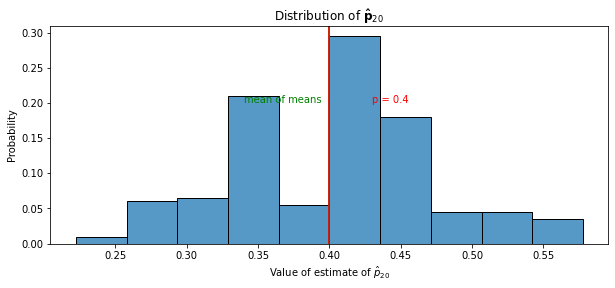 Distribution of p̂₂₀
Probability
0.30
0.25
0.20
0.15
0.10
0.05
0.00
mean of means
p = 0.4
0.25 0.30 0.35 0.40 0.45 0.50 0.55
Value of estimate of p̂₂₀